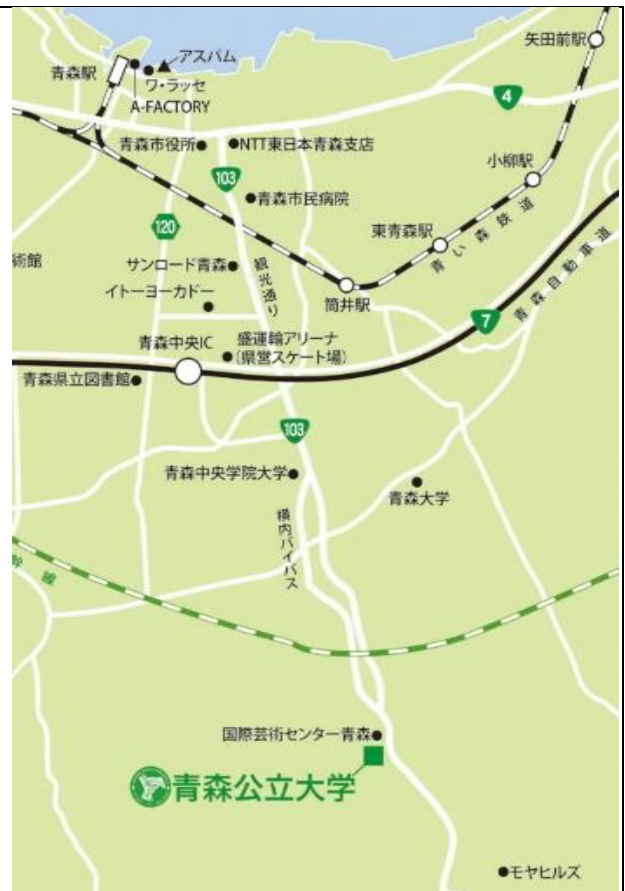 アスパム
矢田前駅
青森駅
ワ・ラッセ
A-FACTORY
4
青森市役所
NTT東日本青森支店
小柳駅
103
青森市民病院
120
東青森駅
青い森鉄道
術館
サンロード青森
観光通り
イトーヨーカドー
筒井駅
青森自動車道
7
青森中央IC
盛運輸アリーナ
(県営スケート場)
青森県立図書館
103
青森中央学院大学
青森大学
横内バイパス
幹線
国際芸術センター青森
青森公立大学
モヤヒルズ